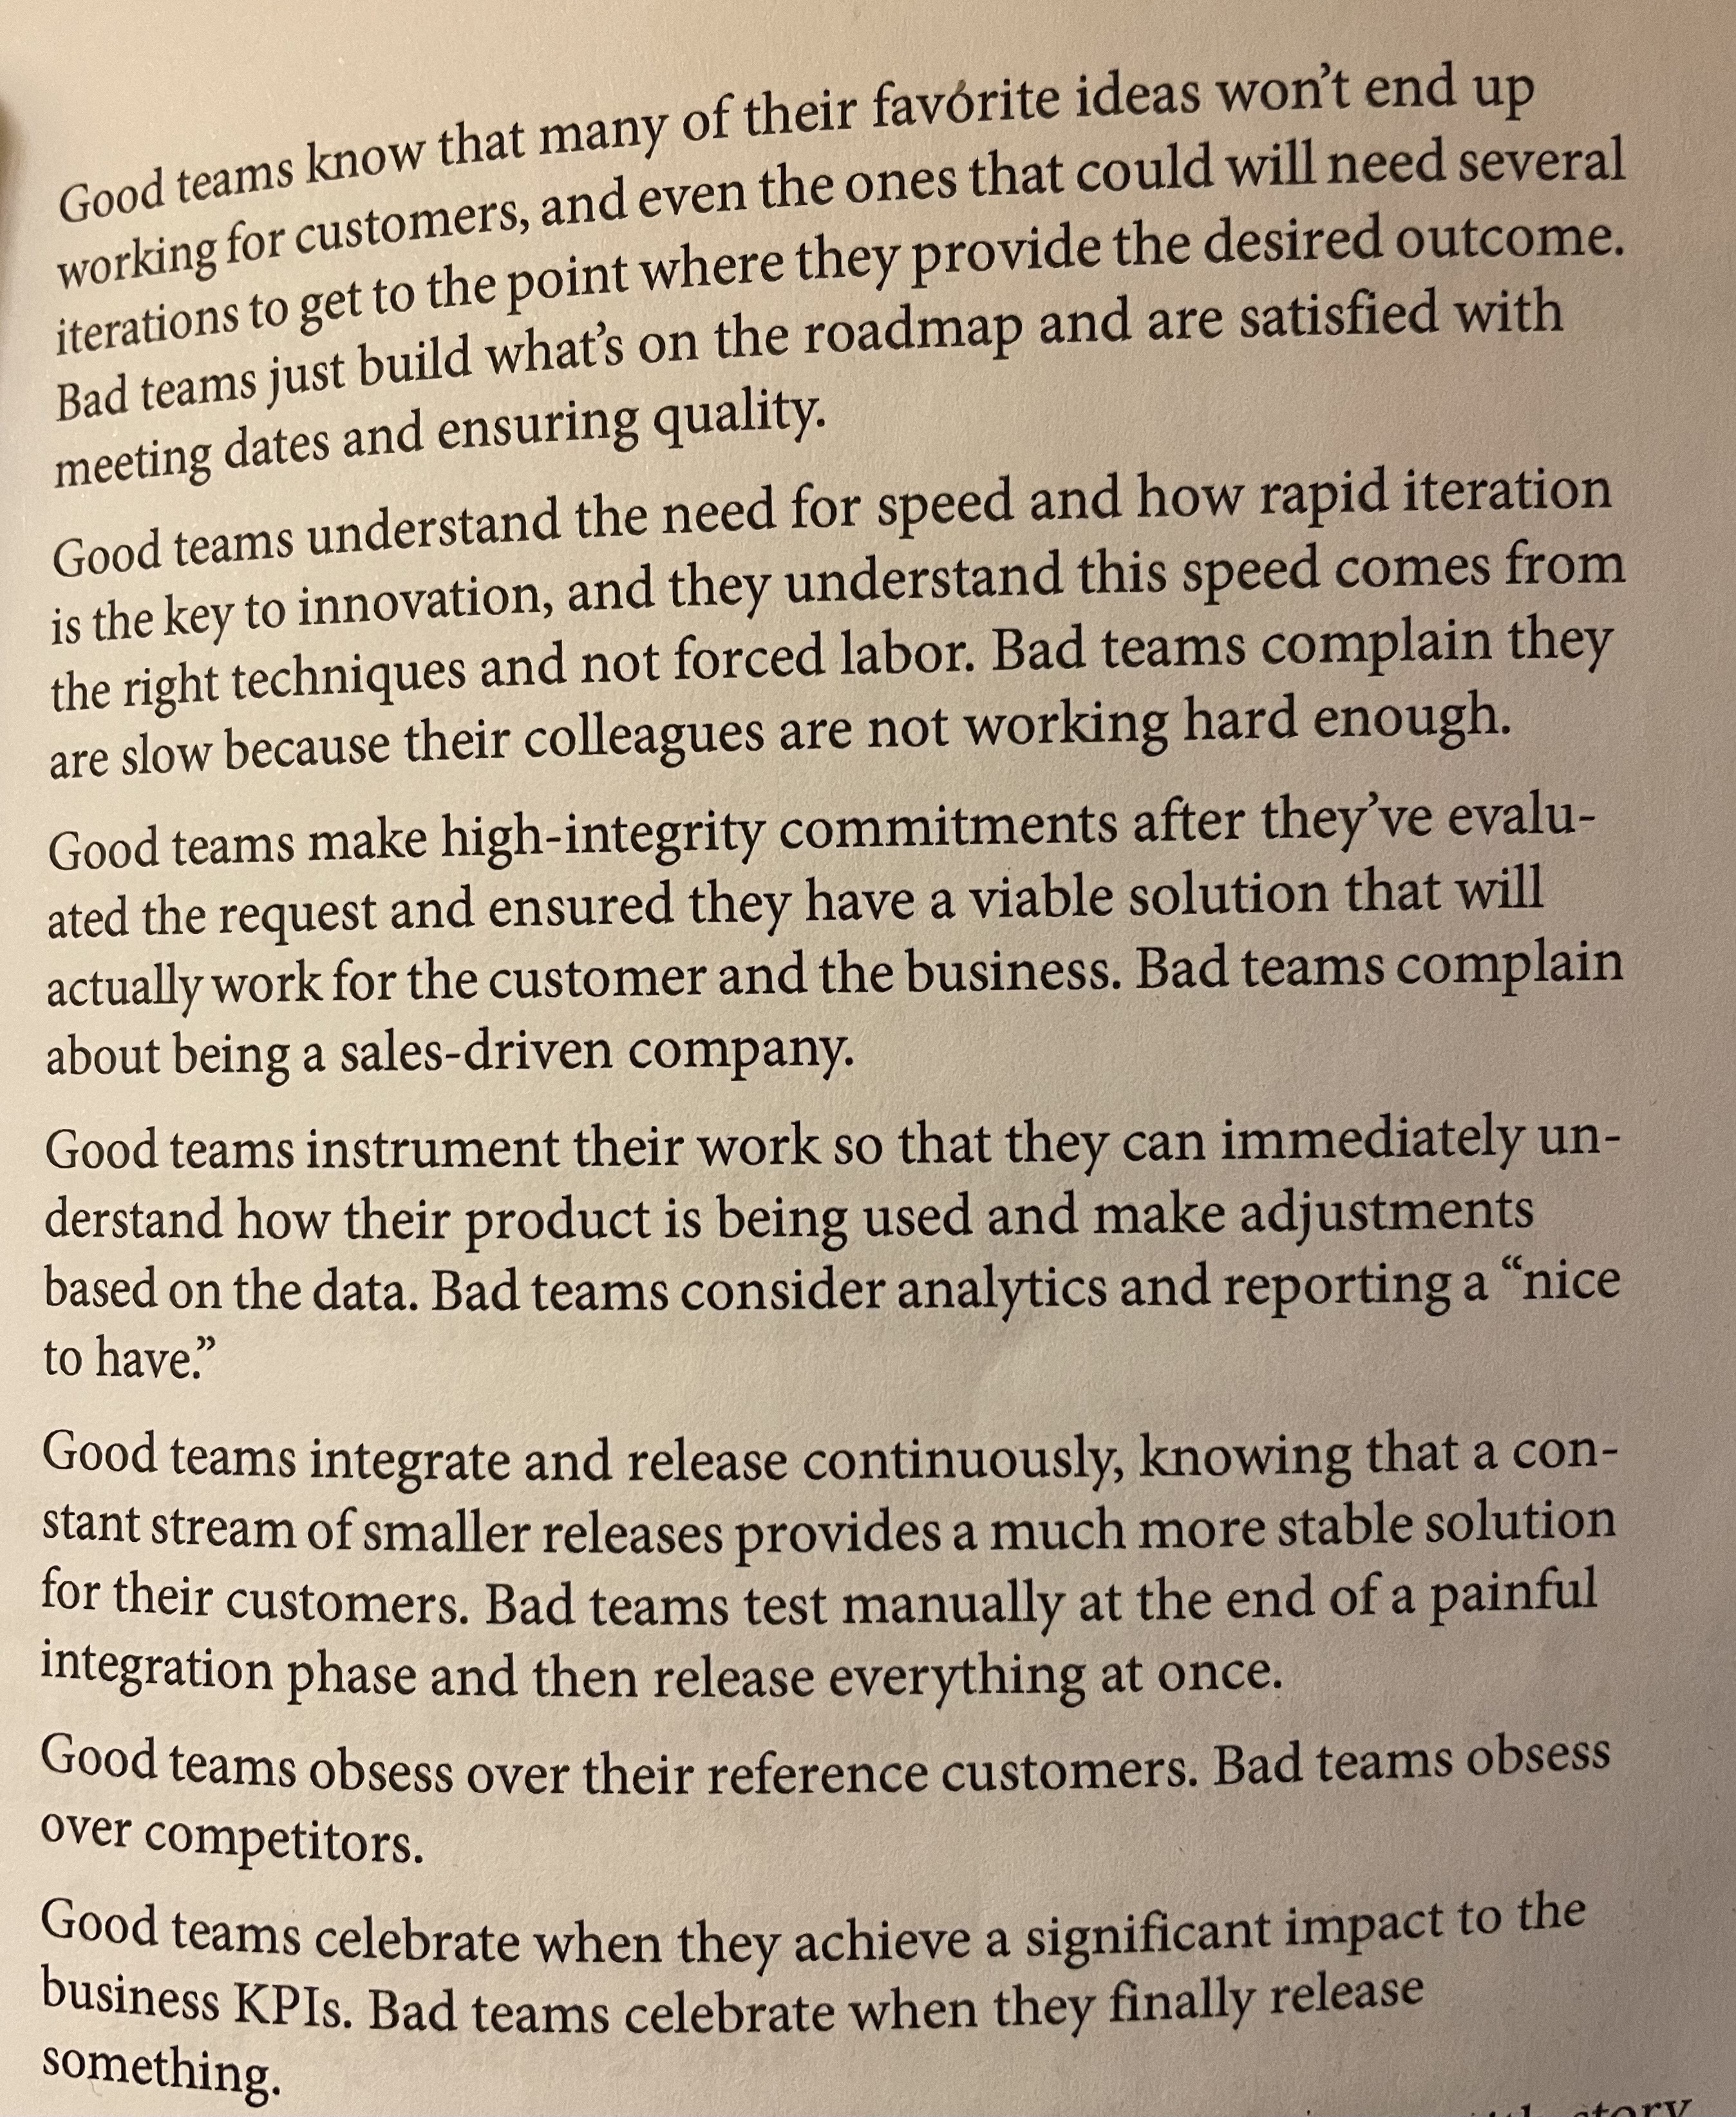 Good teams know that many of their favorite ideas won’t end up
working for customers, and even the ones that could will need several
iterations to get to the point where they provide the desired outcome.
Bad teams just build what’s on the roadmap and are satisfied with
meeting dates and ensuring quality.
Good teams understand the need for speed and how rapid iteration
is the key to innovation, and they understand this speed comes from
the right techniques and not forced labor. Bad teams complain they
are slow because their colleagues are not working hard enough.
Good teams make high-integrity commitments after they’ve evalu-
ated the request and ensured they have a viable solution that will
actually work for the customer and the business. Bad teams complain
about being a sales-driven company.
Good teams instrument their work so that they can immediately un-
derstand how their product is being used and make adjustments
based on the data. Bad teams consider analytics and reporting a “nice
to have.”
Good teams integrate and release continuously, knowing that a con-
stant stream of smaller releases provides a much more stable solution
for their customers. Bad teams test manually at the end of a painful
integration phase and then release everything at once.
Good teams obsess over their reference customers. Bad teams obsess
over competitors.
Good teams celebrate when they achieve a significant impact to the
business KPIs. Bad teams celebrate when they finally release
something.
story